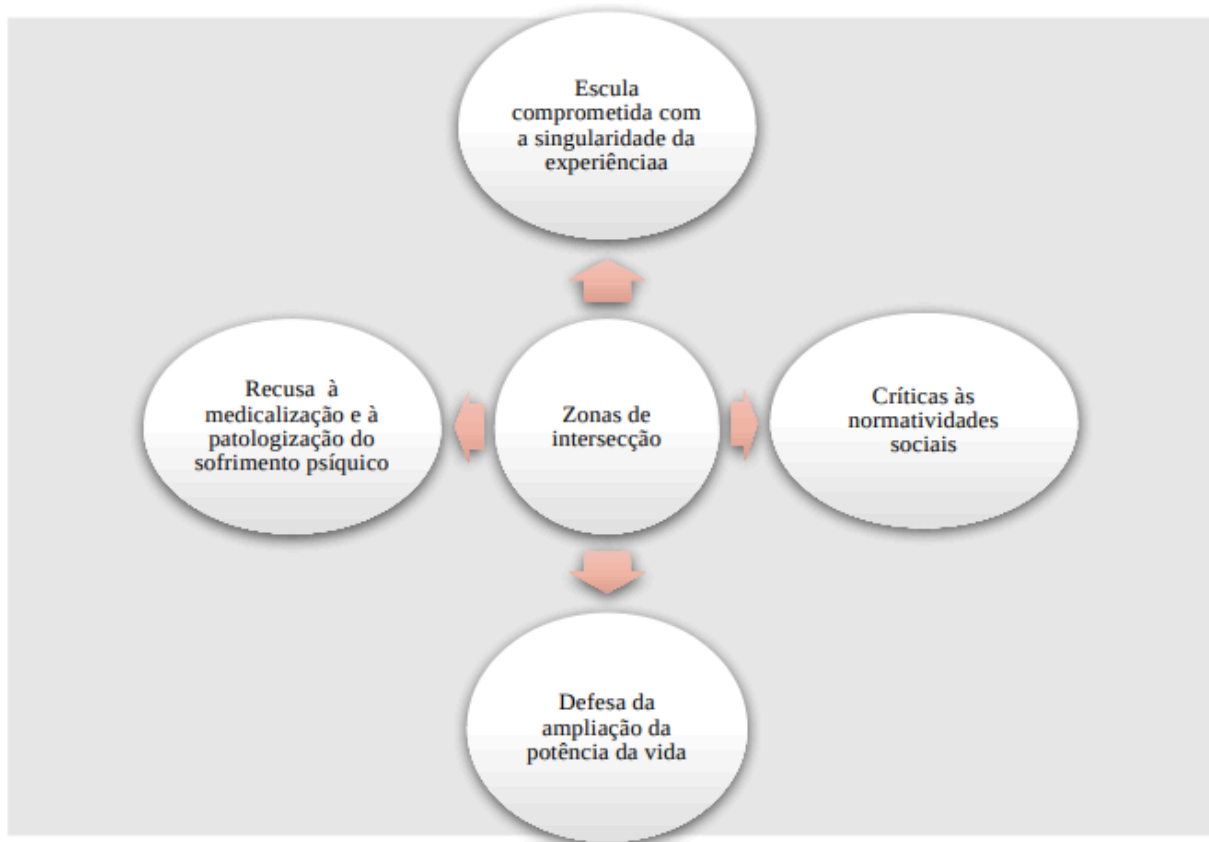 Escula
comprometida com
a singularidade da
experiênciaa
Recusa à
medicalização e à
patologização do
sofrimento psíquico
Zonas de
intersecção
Críticas às
normatividades
sociais
Defesa da
ampliação da
potência da vida